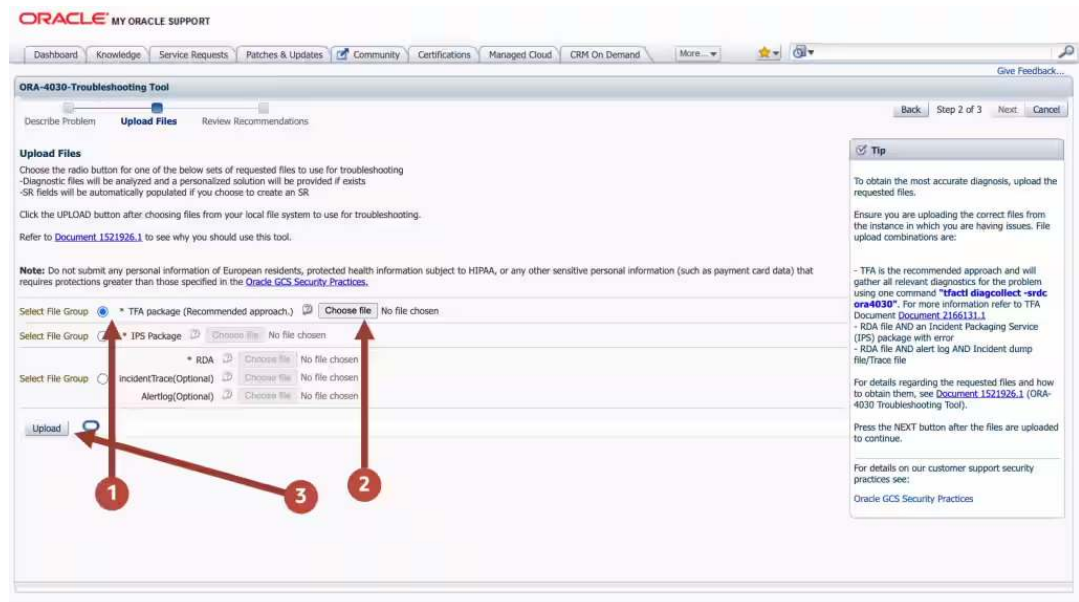 ORACLE MY ORACLE SUPPORT
Dashboard Knowledge Service Requests Patches & Updates Community Certifications Managed Cloud CRM On Demand More...
Give Feedback...
ORA-4030-Troubleshooting Tool
Describe Problem Upload Files Review Recommendations
Back Step 2 of 3 Next Cancel
Upload Files
Choose the radio button for one of the below sets of requested files to use for troubleshooting
-Diagnostic files will be analyzed and a personalized solution will be provided if exists
-SR fields will be automatically populated if you choose to create an SR
Click the UPLOAD button after choosing files from your local file system to use for troubleshooting.
Refer to Document 1521926.1 to see why you should use this tool.
Note: Do not submit any personal information of European residents, protected health information subject to HIPAA, or any other sensitive personal information (such as payment card data) that
requires protections greater than those specified in the Oracle GCS Security Practices.
Select File Group * TFA package (Recommended approach.) Choose file No file chosen
Select File Group * IPS Package Choose file No file chosen
* RDA Choose file No file chosen
Select File Group incidentTrace(Optional) Choose file No file chosen
Alertlog(Optional) Choose file No file chosen
Upload
1
3
2
Tip
To obtain the most accurate diagnosis, upload the
requested files.
Ensure you are uploading the correct files from
the instance in which you are having issues. File
upload combinations are:
- TFA is the recommended approach and will
gather all relevant diagnostics for the problem
using one command "tfactl diagcollect -srdc
ora4030". For more information refer to TFA
Document Document 2166131.1
- RDA file AND an Incident Packaging Service
(IPS) package with error
- RDA file AND alert log AND Incident dump
file/Trace file
For details regarding the requested files and how
to obtain them, see Document 1521926.1 (ORA-
4030 Troubleshooting Tool).
Press the NEXT button after the files are uploaded
to continue.
For details on our customer support security
practices see:
Oracle GCS Security Practices